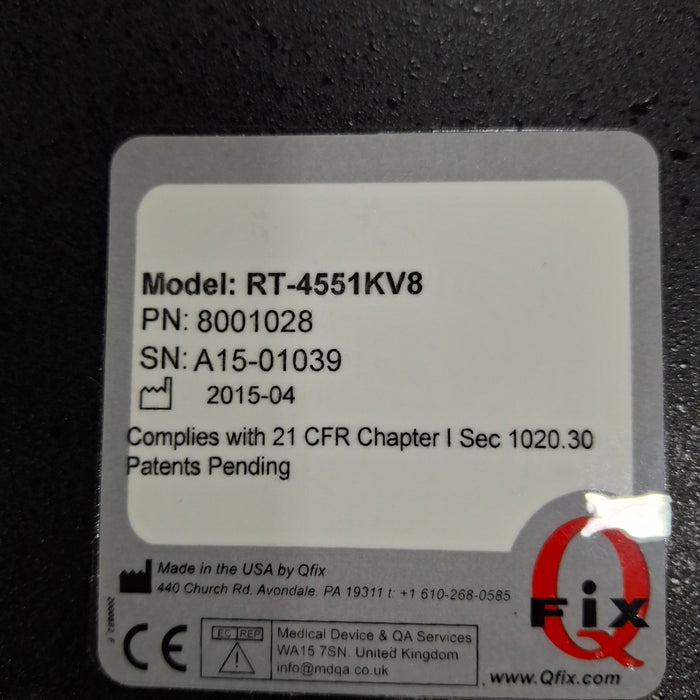 Model: RT-4551KV8
PN: 8001028
SN: A15-01039
2015-04
Complies with 21 CFR Chapter I Sec 1020.30
Patents Pending
Made in the USA by Qfix
440 Church Rd. Avondale. PA 19311 t: +1 610-268-0585
QFix
CE
EC REP
Medical Device & QA Services
WA15 7SN. United Kingdom
info@mdqa.co.uk
www.Qfix.com